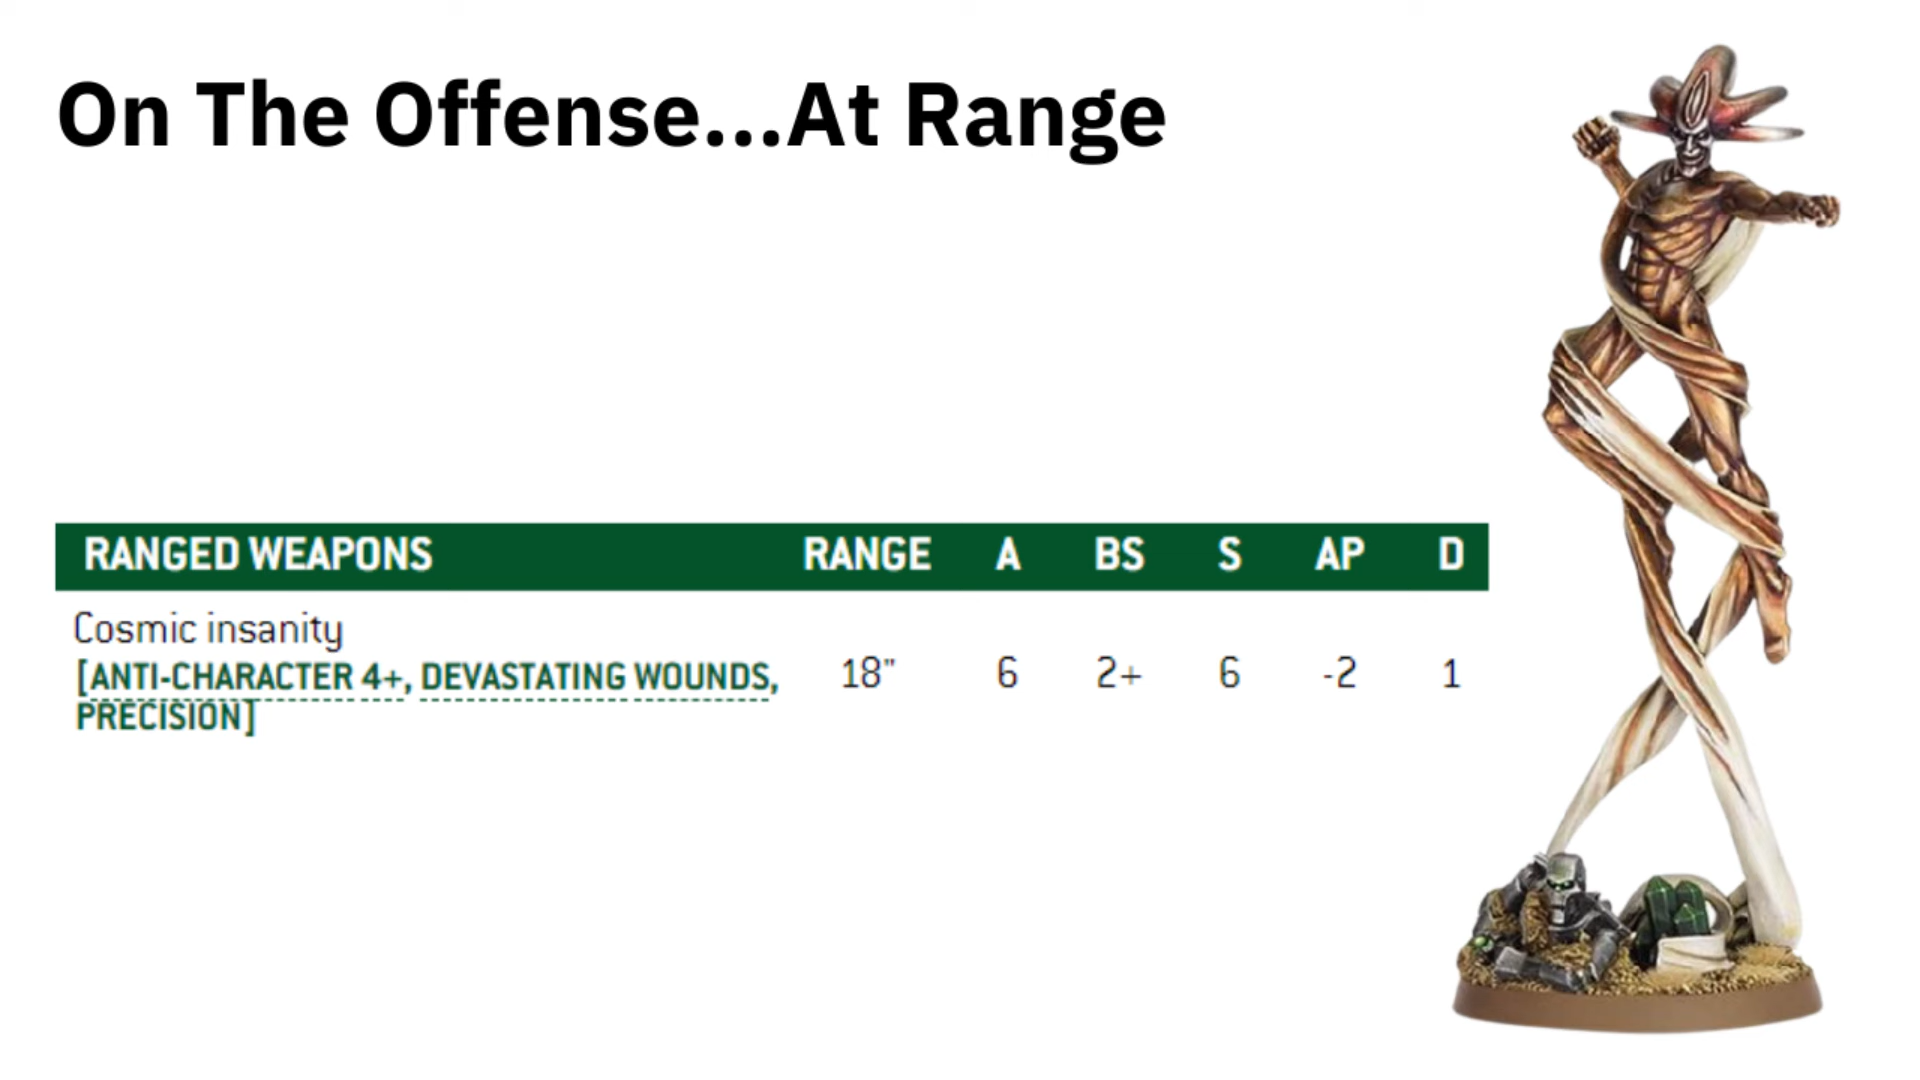 On The Offense...At Range
RANGED WEAPONS RANGE A BS S AP D
Cosmic insanity
[ANTI-CHARACTER 4+, DEVASTATING WOUNDS, 18" 6 2+ 6 -2 1
PRECISION]